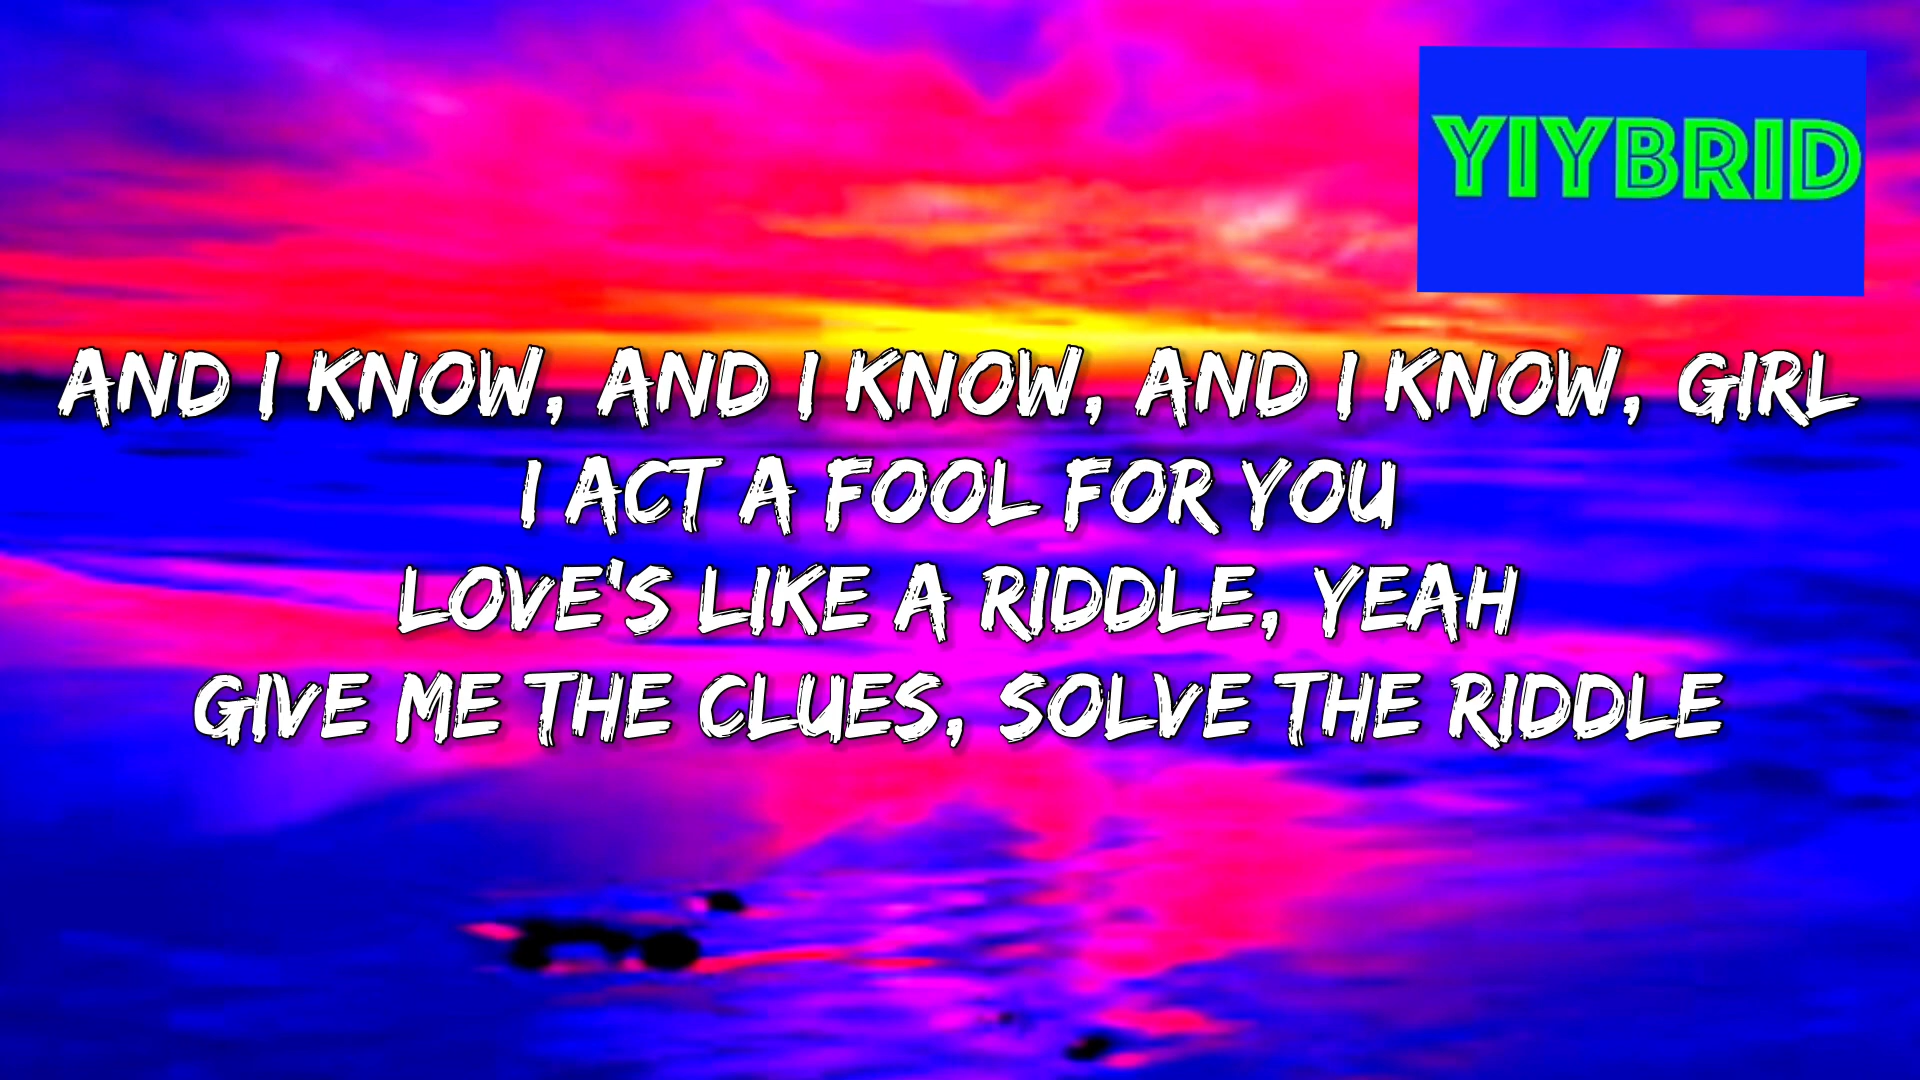 YIYBRID
AND I KNOW, AND I KNOW, AND I KNOW, GIRL
I ACT A FOOL FOR YOU
LOVE'S LIKE A RIDDLE, YEAH
GIVE ME THE CLUES, SOLVE THE RIDDLE